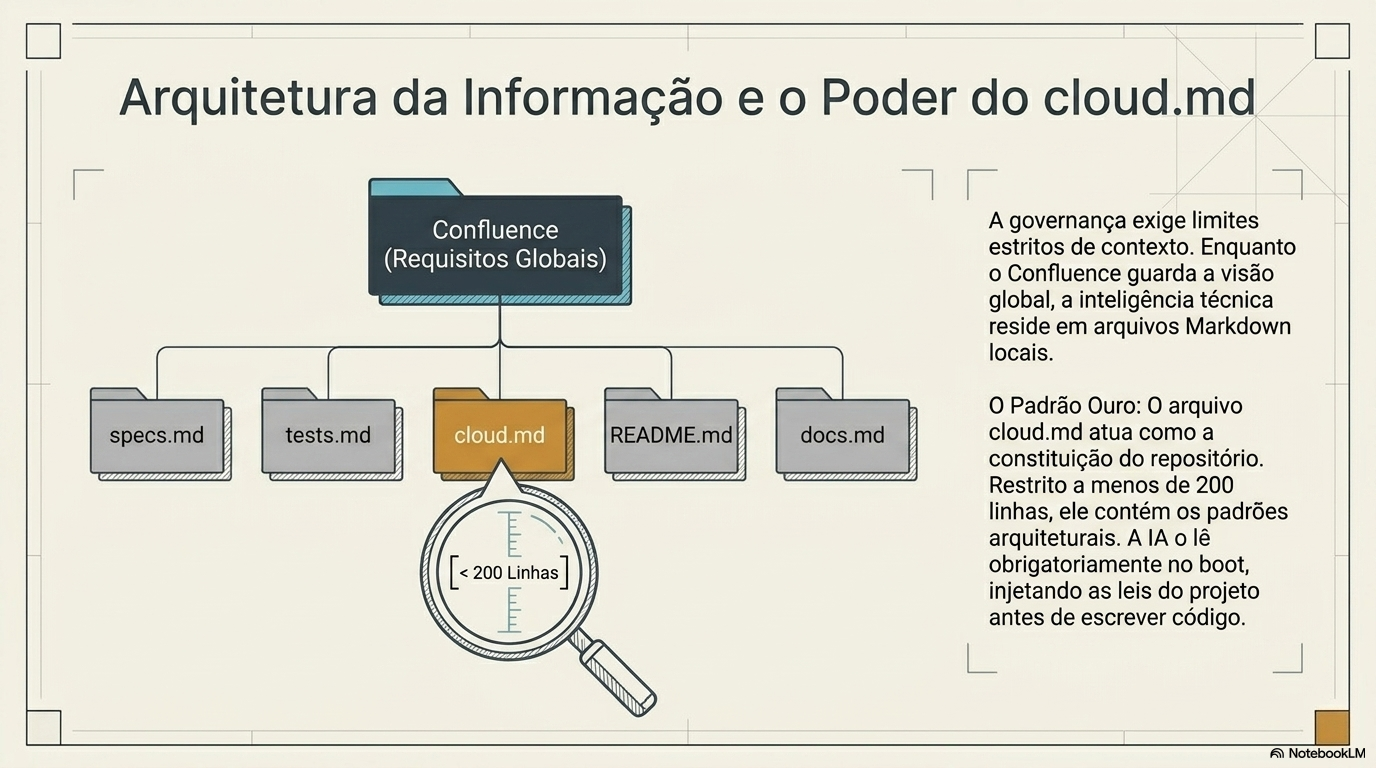 Arquitetura da Informação e o Poder do cloud.md
Confluence
(Requisitos Globais)
specs.md
tests.md
cloud.md
README.md
docs.md
< 200 Linhas
A governança exige limites
estritos de contexto. Enquanto
o Confluence guarda a visão
global, a inteligência técnica
reside em arquivos Markdown
locais.
O Padrão Ouro: O arquivo
cloud.md atua como a
constituição do repositório.
Restrito a menos de 200
linhas, ele contém os padrões
arquiteturais. A IA o lê
obrigatoriamente no boot,
injetando as leis do projeto
antes de escrever código.
NotebookLM